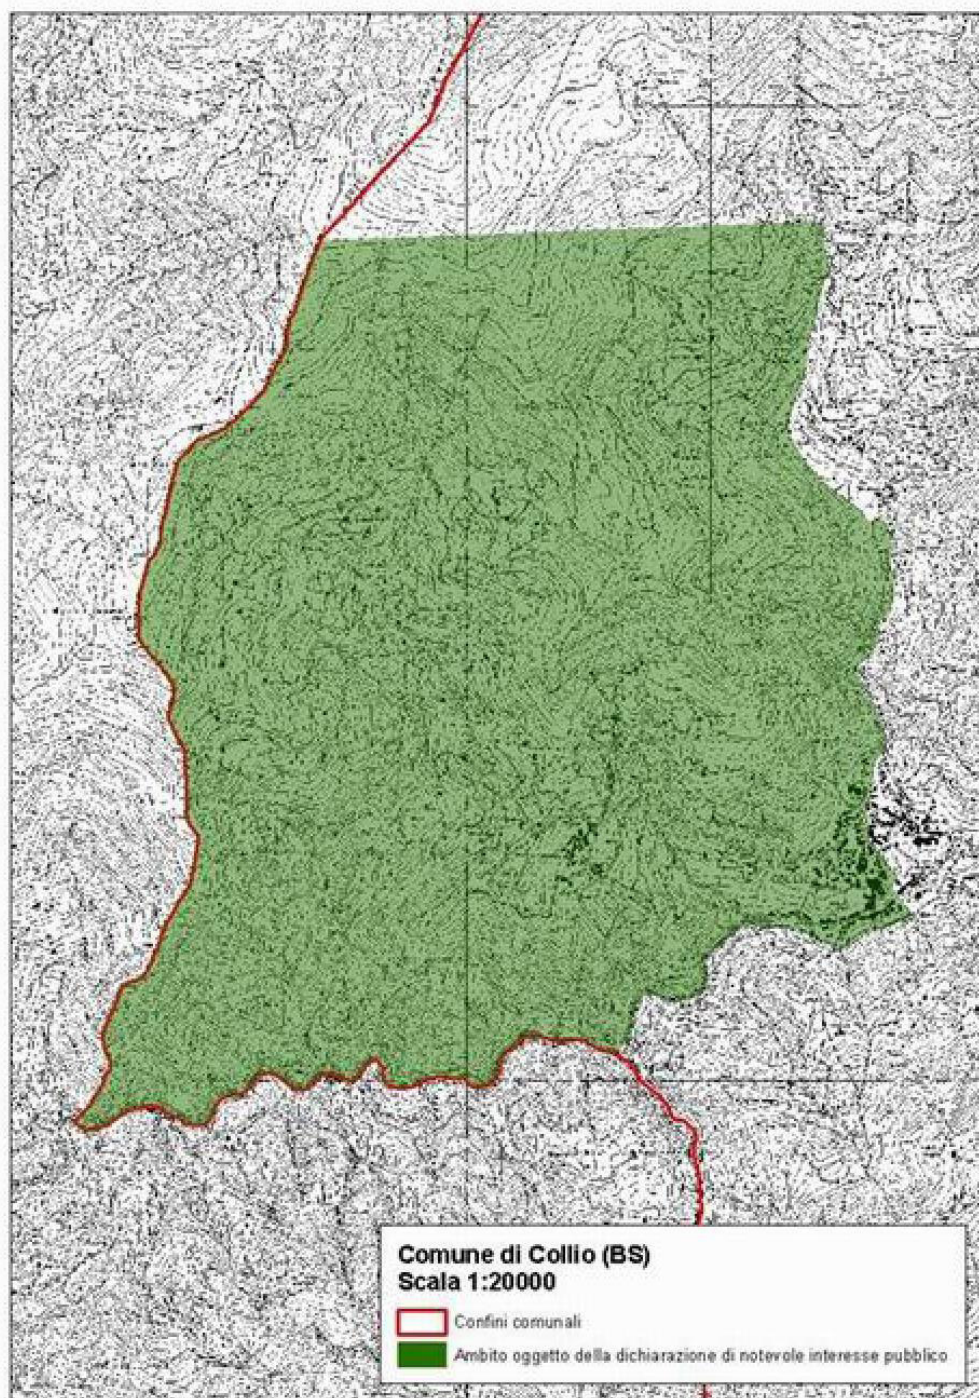 Comune di Collio (BS)
Scala 1:20000
Confini comunali
Ambito oggetto della dichiarazione di notevole interesse pubblico